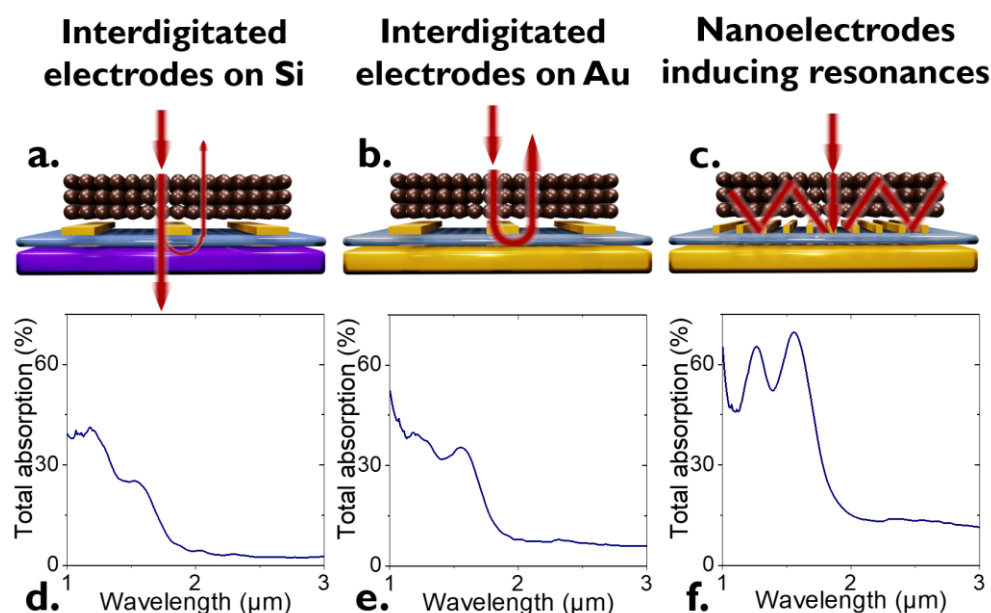 Interdigitated
electrodes on Si
Interdigitated
electrodes on Au
Nanoelectrodes
inducing resonances
a.
b.
c.
Total absorption (%)
60
30
0
1
2
3
Wavelength (µm)
d.
Total absorption (%)
60
30
0
1
2
3
Wavelength (µm)
e.
Total absorption (%)
60
30
0
1
2
3
Wavelength (µm)
f.